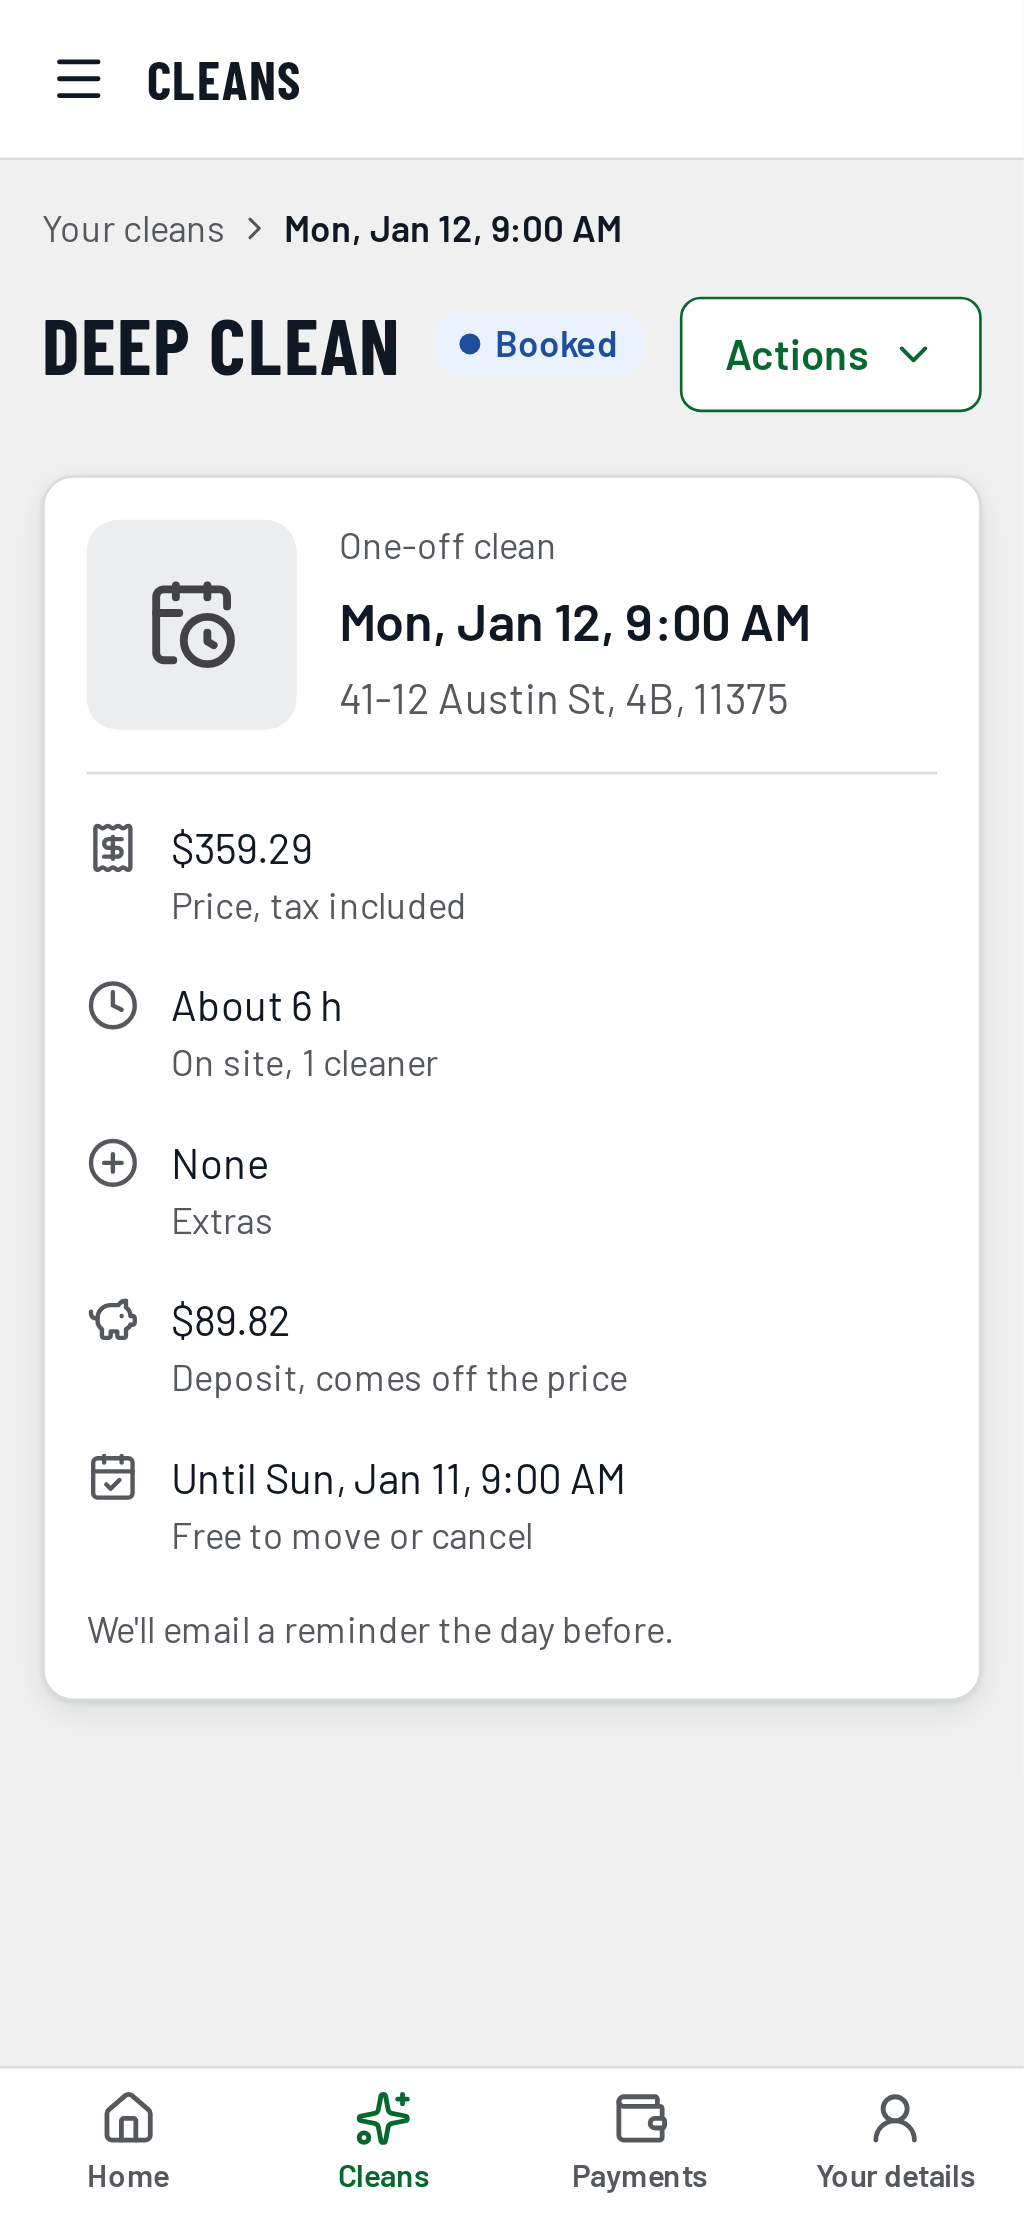 CLEANS
Your cleans > Mon, Jan 12, 9:00 AM
DEEP CLEAN
Booked
Actions
One-off clean
Mon, Jan 12, 9:00 AM
41-12 Austin St, 4B, 11375
$359.29
Price, tax included
About 6 h
On site, 1 cleaner
None
Extras
$89.82
Deposit, comes off the price
Until Sun, Jan 11, 9:00 AM
Free to move or cancel
We'll email a reminder the day before.
Home
Cleans
Payments
Your details